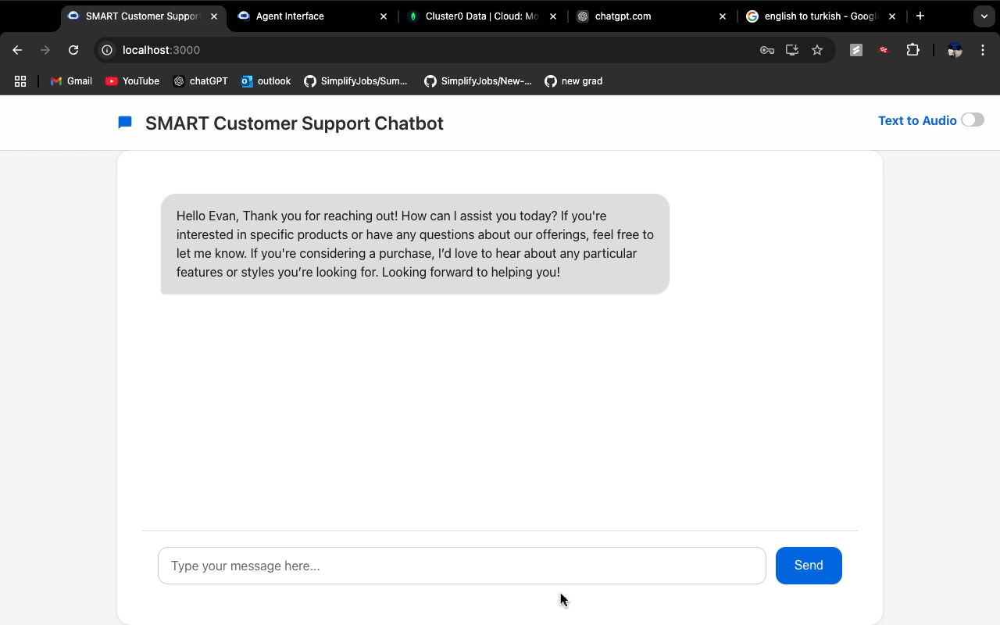 SMART Customer Support
Agent Interface
Cluster0 Data | Cloud: Mo
chatgpt.com
english to turkish - Googl
localhost:3000
Gmail
YouTube
chatGPT
outlook
SimplifyJobs/Sum...
SimplifyJobs/New-...
new grad
SMART Customer Support Chatbot
Text to Audio
Hello Evan, Thank you for reaching out! How can I assist you today? If you're
interested in specific products or have any questions about our offerings, feel free to
let me know. If you're considering a purchase, I’d love to hear about any particular
features or styles you’re looking for. Looking forward to helping you!
Type your message here...
Send